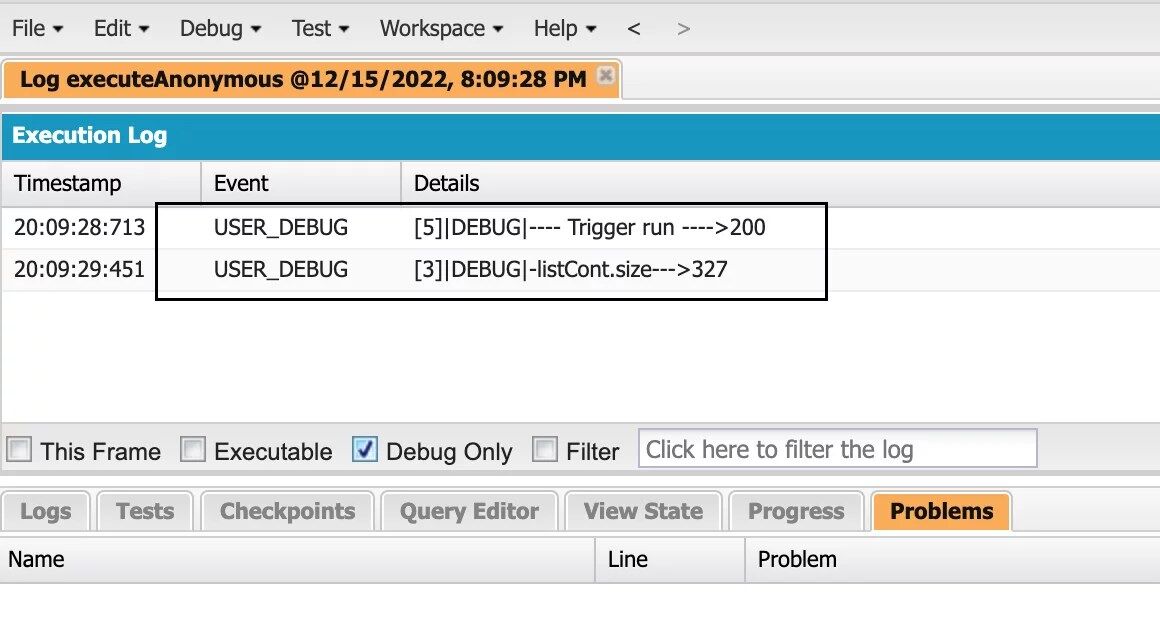 File Edit Debug Test Workspace Help < >
Log executeAnonymous @12/15/2022, 8:09:28 PM
Execution Log
Timestamp Event Details
20:09:28:713 USER_DEBUG [5]|DEBUG|---- Trigger run ---->200
20:09:29:451 USER_DEBUG [3]|DEBUG|-listCont.size--->327
This Frame Executable Debug Only Filter Click here to filter the log
Logs Tests Checkpoints Query Editor View State Progress Problems
Name Line Problem